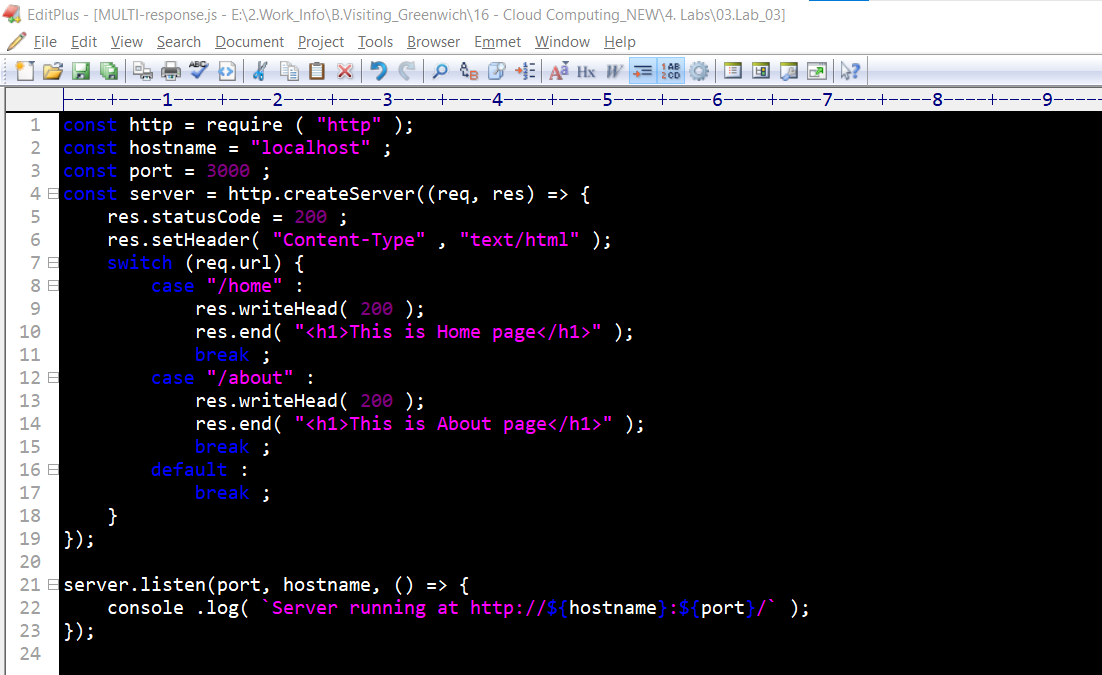 EditPlus - [MULTI-response.js - E:\2.Work_Info\B.Visiting_Greenwich\16 - Cloud Computing_NEW\4. Labs\03.Lab_03]
File Edit View Search Document Project Tools Browser Emmet Window Help
----+----1----+----2----+----3----+----4----+----5----+----6----+----7----+----8----+----9-----
1 const http = require ( "http" );
2 const hostname = "localhost" ;
3 const port = 3000 ;
4 const server = http.createServer((req, res) => {
5     res.statusCode = 200 ;
6     res.setHeader( "Content-Type" , "text/html" );
7     switch (req.url) {
8         case "/home" :
9             res.writeHead( 200 );
10             res.end( "<h1>This is Home page</h1>" );
11             break ;
12         case "/about" :
13             res.writeHead( 200 );
14             res.end( "<h1>This is About page</h1>" );
15             break ;
16         default :
17             break ;
18     }
19 });
20
21 server.listen(port, hostname, () => {
22     console .log( `Server running at http://${hostname}:${port}/` );
23 });
24